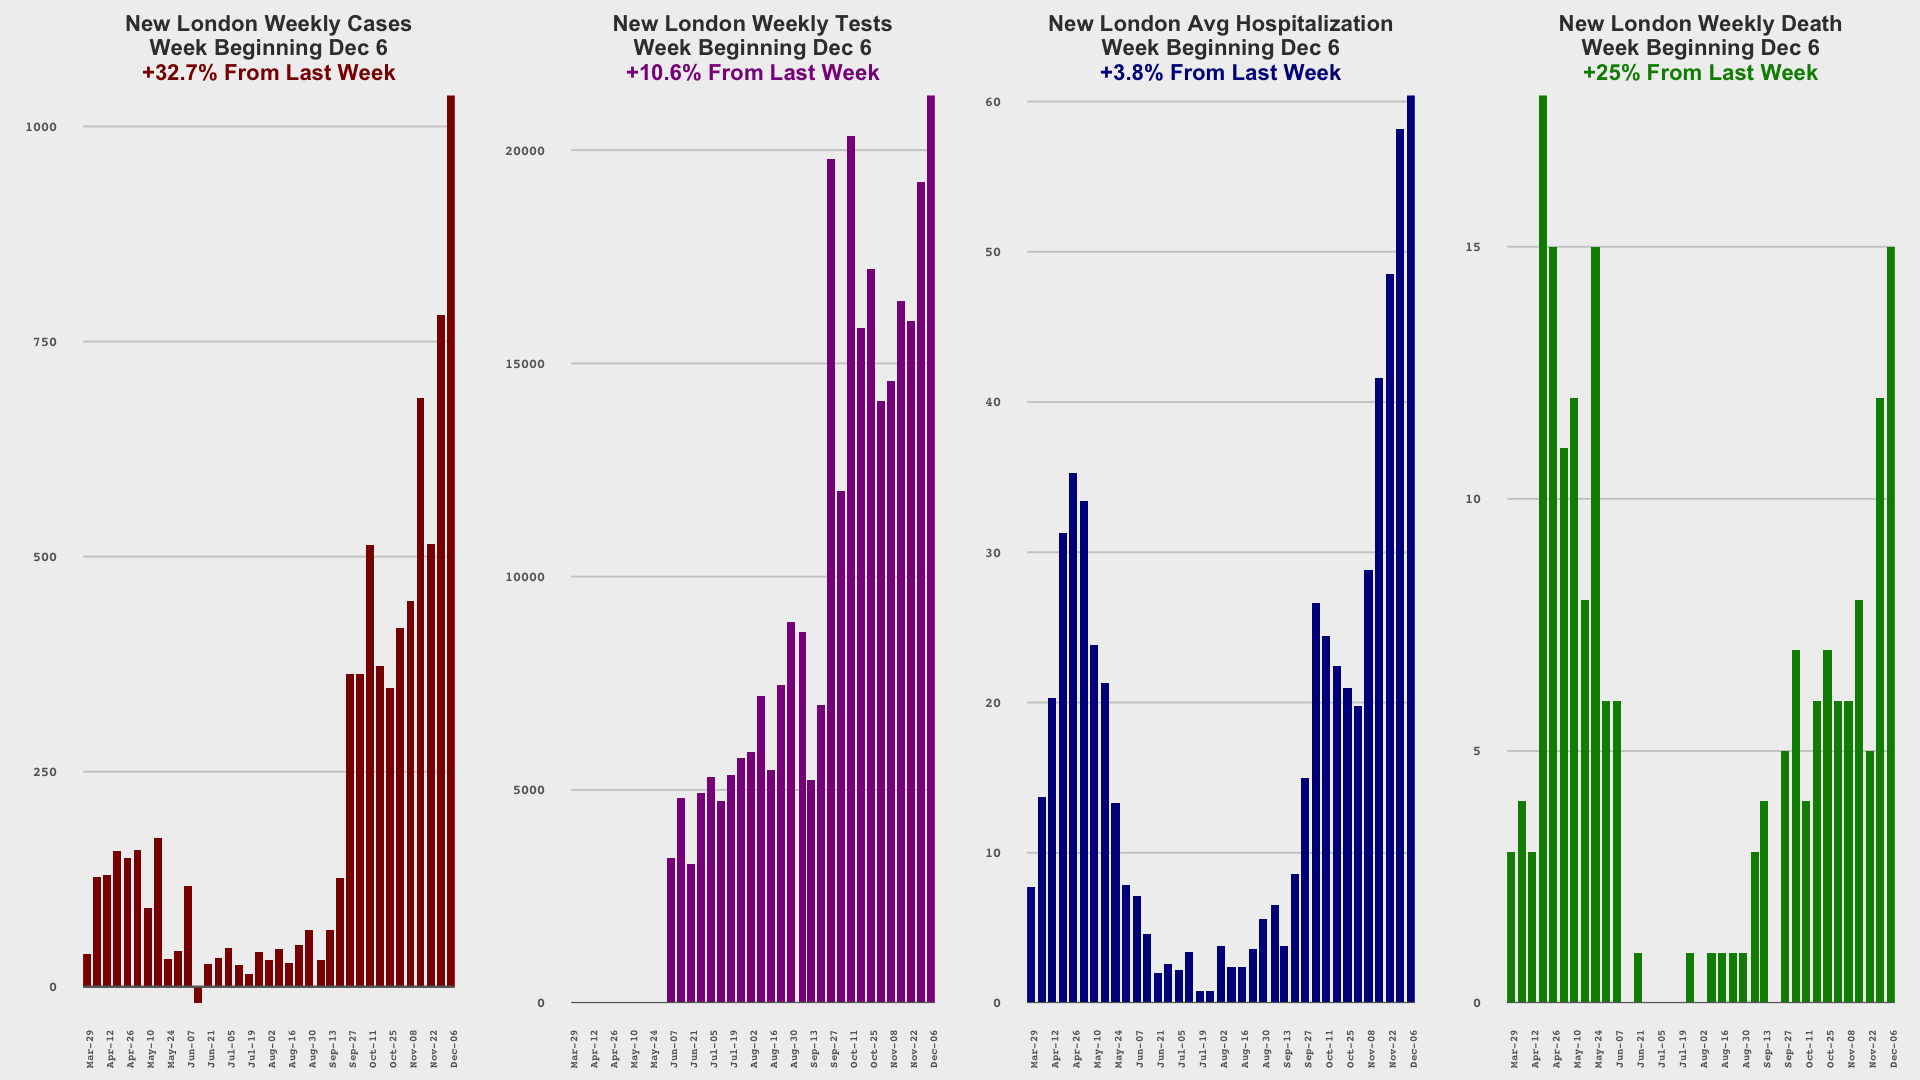 New London Weekly Cases
Week Beginning Dec 6
+32.7% From Last Week
1000
750
500
250
0
Mar-29
Apr-12
Apr-26
May-10
May-24
Jun-07
Jun-21
Jul-05
Jul-19
Aug-02
Aug-16
Aug-30
Sep-13
Sep-27
Oct-11
Oct-25
Nov-08
Nov-22
Dec-06
New London Weekly Tests
Week Beginning Dec 6
+10.6% From Last Week
20000
15000
10000
5000
0
Mar-29
Apr-12
Apr-26
May-10
May-24
Jun-07
Jun-21
Jul-05
Jul-19
Aug-02
Aug-16
Aug-30
Sep-13
Sep-27
Oct-11
Oct-25
Nov-08
Nov-22
Dec-06
New London Avg Hospitalization
Week Beginning Dec 6
+3.8% From Last Week
60
50
40
30
20
10
0
Mar-29
Apr-12
Apr-26
May-10
May-24
Jun-07
Jun-21
Jul-05
Jul-19
Aug-02
Aug-16
Aug-30
Sep-13
Sep-27
Oct-11
Oct-25
Nov-08
Nov-22
Dec-06
New London Weekly Death
Week Beginning Dec 6
+25% From Last Week
15
10
5
0
Mar-29
Apr-12
Apr-26
May-10
May-24
Jun-07
Jun-21
Jul-05
Jul-19
Aug-02
Aug-16
Aug-30
Sep-13
Sep-27
Oct-11
Oct-25
Nov-08
Nov-22
Dec-06